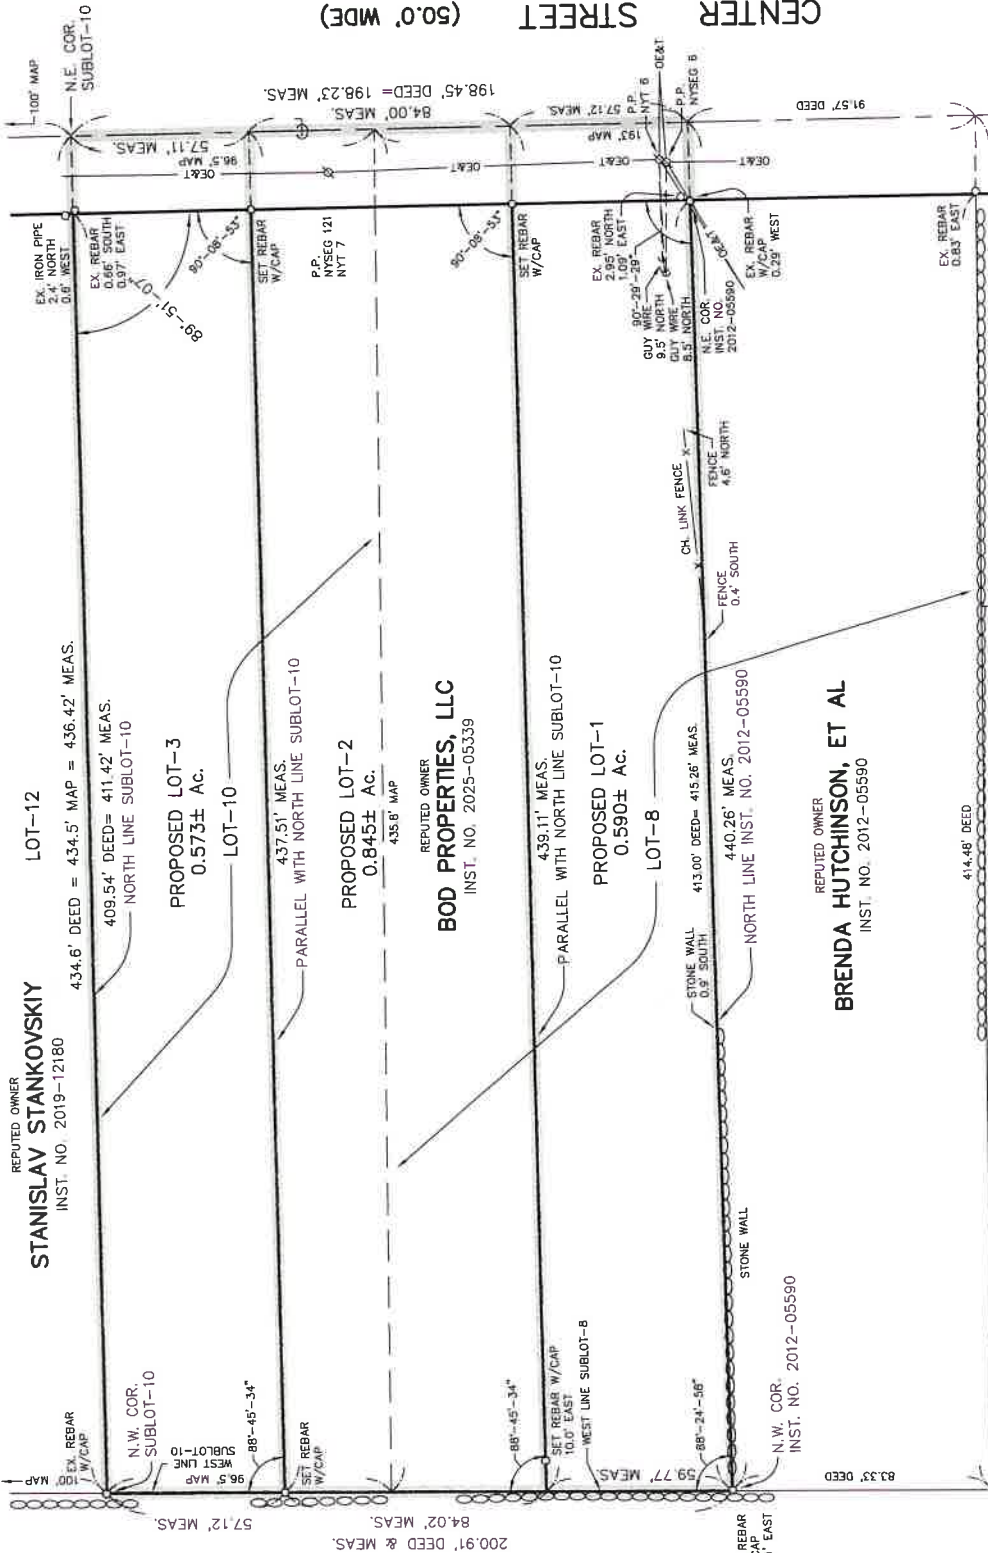 CENTER STREET (50.0' WIDE)
100' MAP
N.E. COR.
SUBLOT-10
198.45' DEED= 198.23' MEAS.
57.11' MEAS.
96.5' MAP
84.00' MEAS.
57.12' MEAS.
193' MAP
91.57' DEED
OE&T
OE&T
OE&T
OE&T
OE&T
OE&T
P.P.
NYT 6
P.P.
NYSEG 6
EX. IRON PIPE
2.4' NORTH
0.6' WEST
EX. REBAR
0.66' SOUTH
0.97' EAST
89°-51'-07"
90°-08'-53"
SET REBAR
W/CAP
P.P.
NYSEG 121
NYT 7
90°-08'-53"
SET REBAR
W/CAP
EX. REBAR
2.95' NORTH
1.09' EAST
90°-29'-29"
GUY WIRE
9.5' NORTH
GUY WIRE
8.5' NORTH
N.E. COR.
INST. NO.
2012-05590
EX. REBAR
W/CAP
0.29' WEST
EX. REBAR
0.83' EAST
REPUTED OWNER
STANISLAV STANKOVSKIY
INST. NO. 2019-12180
LOT-12
434.6' DEED = 434.5' MAP = 436.42' MEAS.
409.54' DEED= 411.42' MEAS.
NORTH LINE SUBLOT-10
PROPOSED LOT-3
0.573± Ac.
LOT-10
437.51' MEAS.
PARALLEL WITH NORTH LINE SUBLOT-10
PROPOSED LOT-2
0.845± Ac.
435.8' MAP
REPUTED OWNER
BOD PROPERTIES, LLC
INST. NO. 2025-05339
439.11' MEAS.
PARALLEL WITH NORTH LINE SUBLOT-10
PROPOSED LOT-1
0.590± Ac.
LOT-8
CH. LINK FENCE
FENCE
4.6' NORTH
FENCE
0.4' SOUTH
413.00' DEED= 415.26' MEAS.
440.26' MEAS.
NORTH LINE INST. NO. 2012-05590
STONE WALL
0.9' SOUTH
STONE WALL
REPUTED OWNER
BRENDA HUTCHINSON, ET AL
INST. NO. 2012-05590
414.48' DEED
100' MAP
EX. REBAR
W/CAP
N.W. COR.
SUBLOT-10
WEST LINE
SUBLOT-10
96.5' MAP
88°-45'-34"
SET REBAR
W/CAP
57.12' MEAS.
84.02' MEAS.
200.91' DEED & MEAS.
88°-45'-34"
SET REBAR W/CAP
10.0' EAST
WEST LINE SUBLOT-8
59.77' MEAS.
88°-24'-56"
N.W. COR.
INST. NO. 2012-05590
83.33' DEED
REBAR
CAP
' EAST